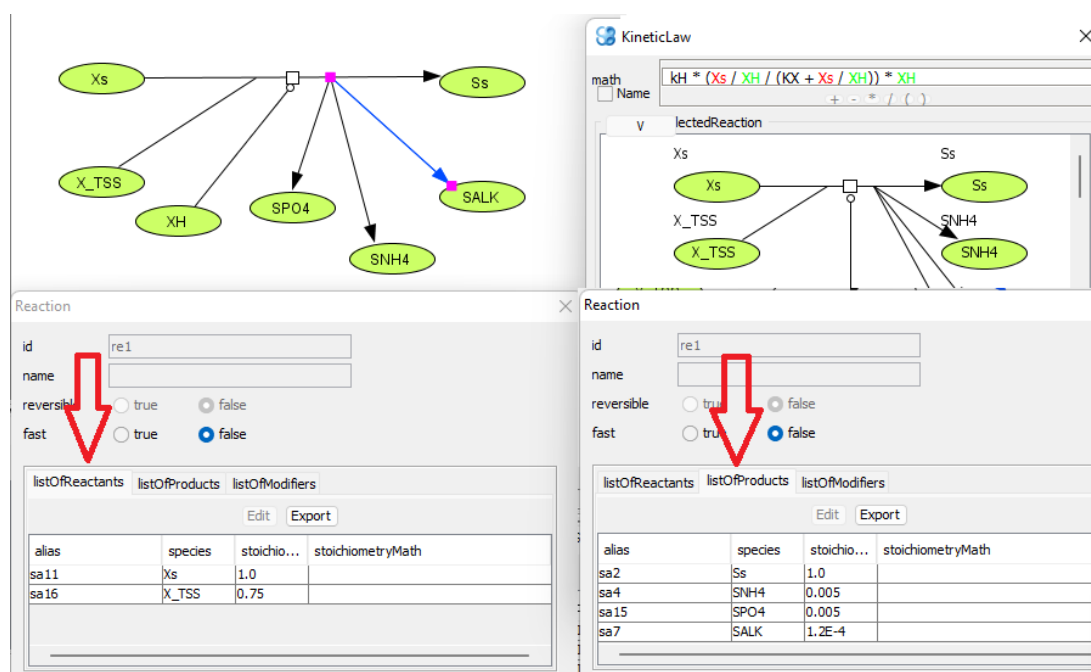 Xs
Ss
X_TSS
XH
SPO4
SALK
SNH4
KineticLaw
math
kH * (Xs / XH / (KX + Xs / XH)) * XH
Name
+ - * / ( )
V
lectedReaction
Xs
Ss
Xs
Ss
X_TSS
SNH4
X_TSS
SNH4
Reaction
id
re1
name
reversible
true
false
fast
true
false
listOfReactants listOfProducts listOfModifiers
Edit Export
alias species stoichio... stoichiometryMath
sa11 Xs 1.0
sa16 X_TSS 0.75
Reaction
id
re1
name
reversible
false
fast
false
listOfReactants listOfProducts listOfModifiers
Edit Export
alias species stoichio... stoichiometryMath
sa2 Ss 1.0
sa4 SNH4 0.005
sa15 SPO4 0.005
sa7 SALK 1.2E-4